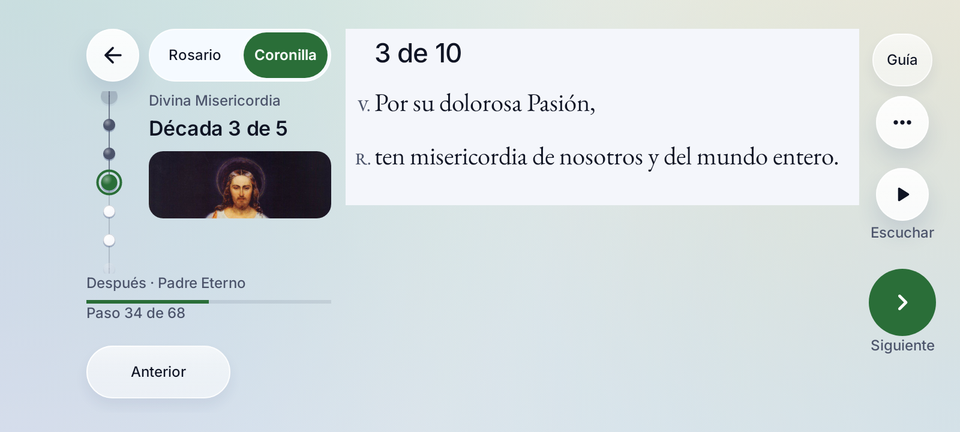 Rosario
Coronilla
Divina Misericordia
Década 3 de 5
Después · Padre Eterno
Paso 34 de 68
Anterior
3 de 10
V. Por su dolorosa Pasión,
R. ten misericordia de nosotros y del mundo entero.
Guía
Escuchar
Siguiente